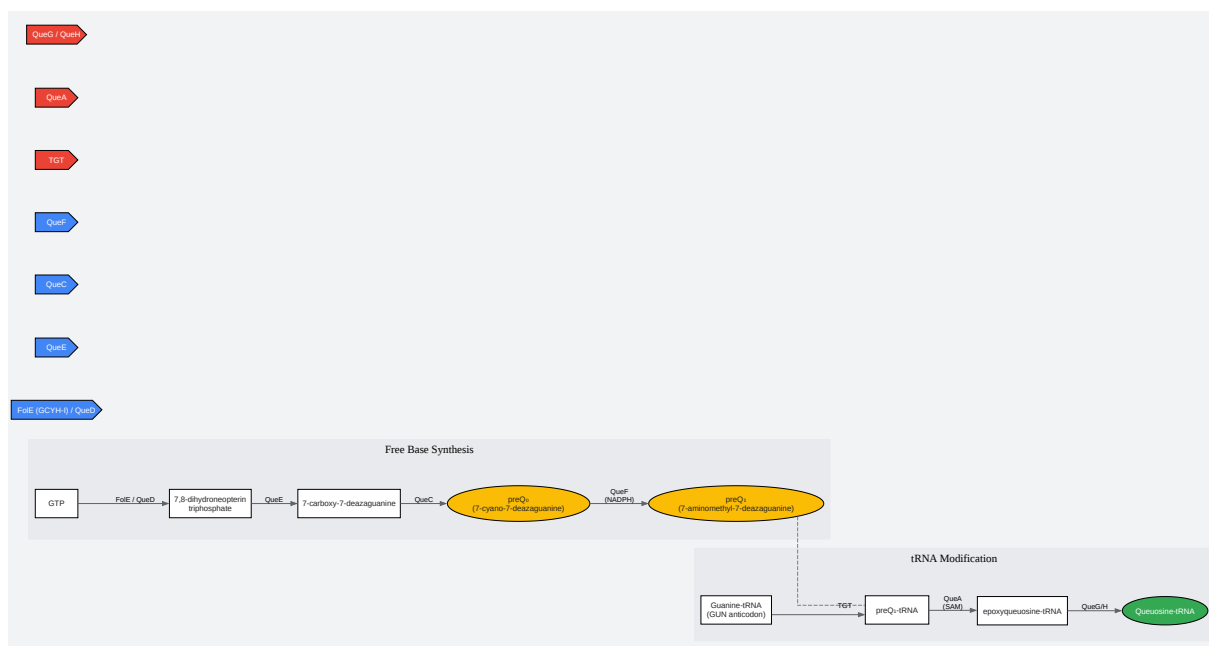 QueG / QueH
QueA
TGT
QueF
QueC
QueE
FolE (GCYH-I) / QueD
Free Base Synthesis
GTP
FolE / QueD
7,8-dihydroneopterin
triphosphate
QueE
7-carboxy-7-deazaguanine
QueC
preQ₀
(7-cyano-7-deazaguanine)
QueF
(NADPH)
preQ₁
(7-aminomethyl-7-deazaguanine)
tRNA Modification
Guanine-tRNA
(GUN anticodon)
TGT
preQ₁-tRNA
QueA
(SAM)
epoxyqueuosine-tRNA
QueG/H
Queuosine-tRNA